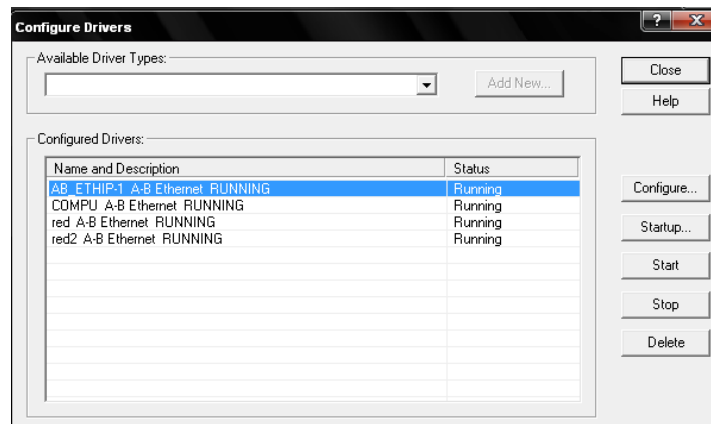 Configure Drivers
Available Driver Types:
Add New...
Close
Help
Configured Drivers:
Name and Description Status
AB_ETHIP-1 A-B Ethernet RUNNING Running
COMPU A-B Ethernet RUNNING Running
red A-B Ethernet RUNNING Running
red2 A-B Ethernet RUNNING Running
Configure...
Startup...
Start
Stop
Delete